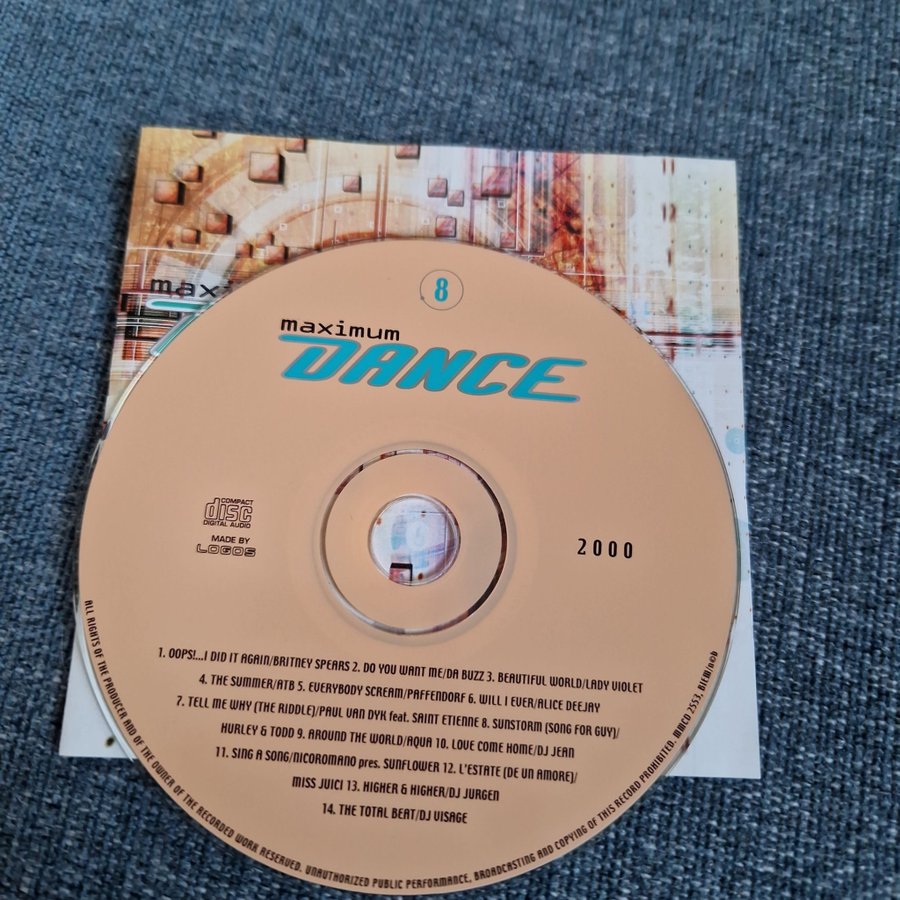 8
maxi
maximum
DANCE
COMPACT
disc
DIGITAL AUDIO
MADE BY
LOGOS
2000
1. OOPS!...I DID IT AGAIN/BRITNEY SPEARS 2. DO YOU WANT ME/DA BUZZ 3. BEAUTIFUL WORLD/LADY VIOLET
4. THE SUMMER/ATB 5. EVERYBODY SCREAM/PAFFENDORF 6. WILL I EVER/ALICE DEEJAY
7. TELL ME WHY (THE RIDDLE)/PAUL VAN DYK feat. SAINT ETIENNE 8. SUNSTORM (SONG FOR GUY)/
HURLEY & TODD 9. AROUND THE WORLD/AQUA 10. LOVE COME HOME/DJ JEAN
11. SING A SONG/NICOROMANO pres. SUNFLOWER 12. L'ESTATE (DE UN AMORE)/
MISS JUICI 13. HIGHER & HIGHER/DJ JURGEN
14. THE TOTAL BEAT/DJ VISAGE
ALL RIGHTS OF THE PRODUCER AND OF THE OWNER OF THE RECORDED WORK RESERVED. UNAUTHORIZED PUBLIC PERFORMANCE, BROADCASTING AND COPYING OF THIS RECORD PROHIBITED. MMCD 2553, BIEM/n©b